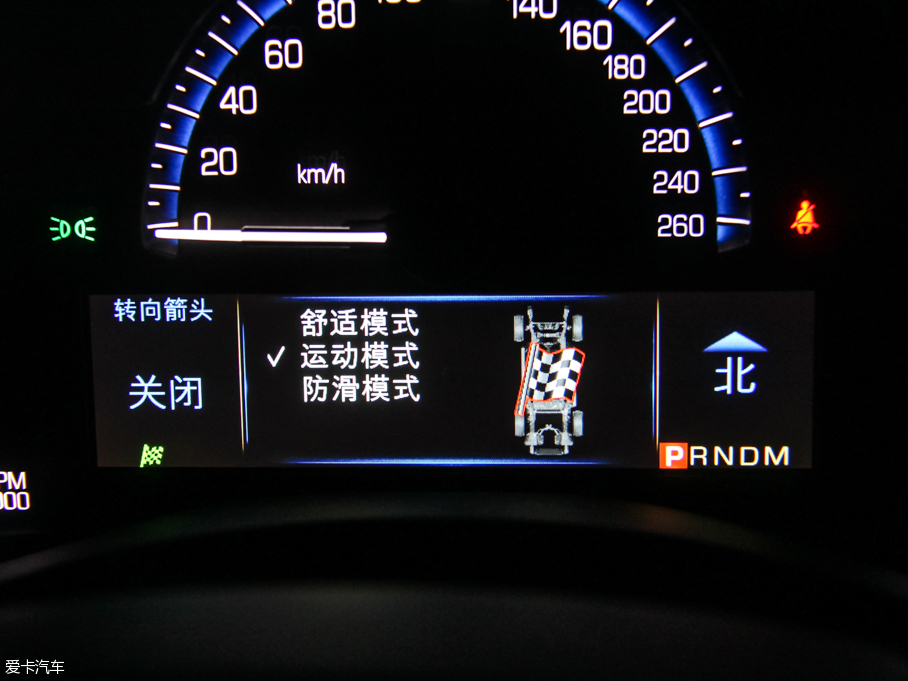 80
140
60
160
180
40
200
220
20
km/h
240
0
260
转向箭头
关闭
舒适模式
✓ 运动模式
防滑模式
北
PRNDM
爱卡汽车